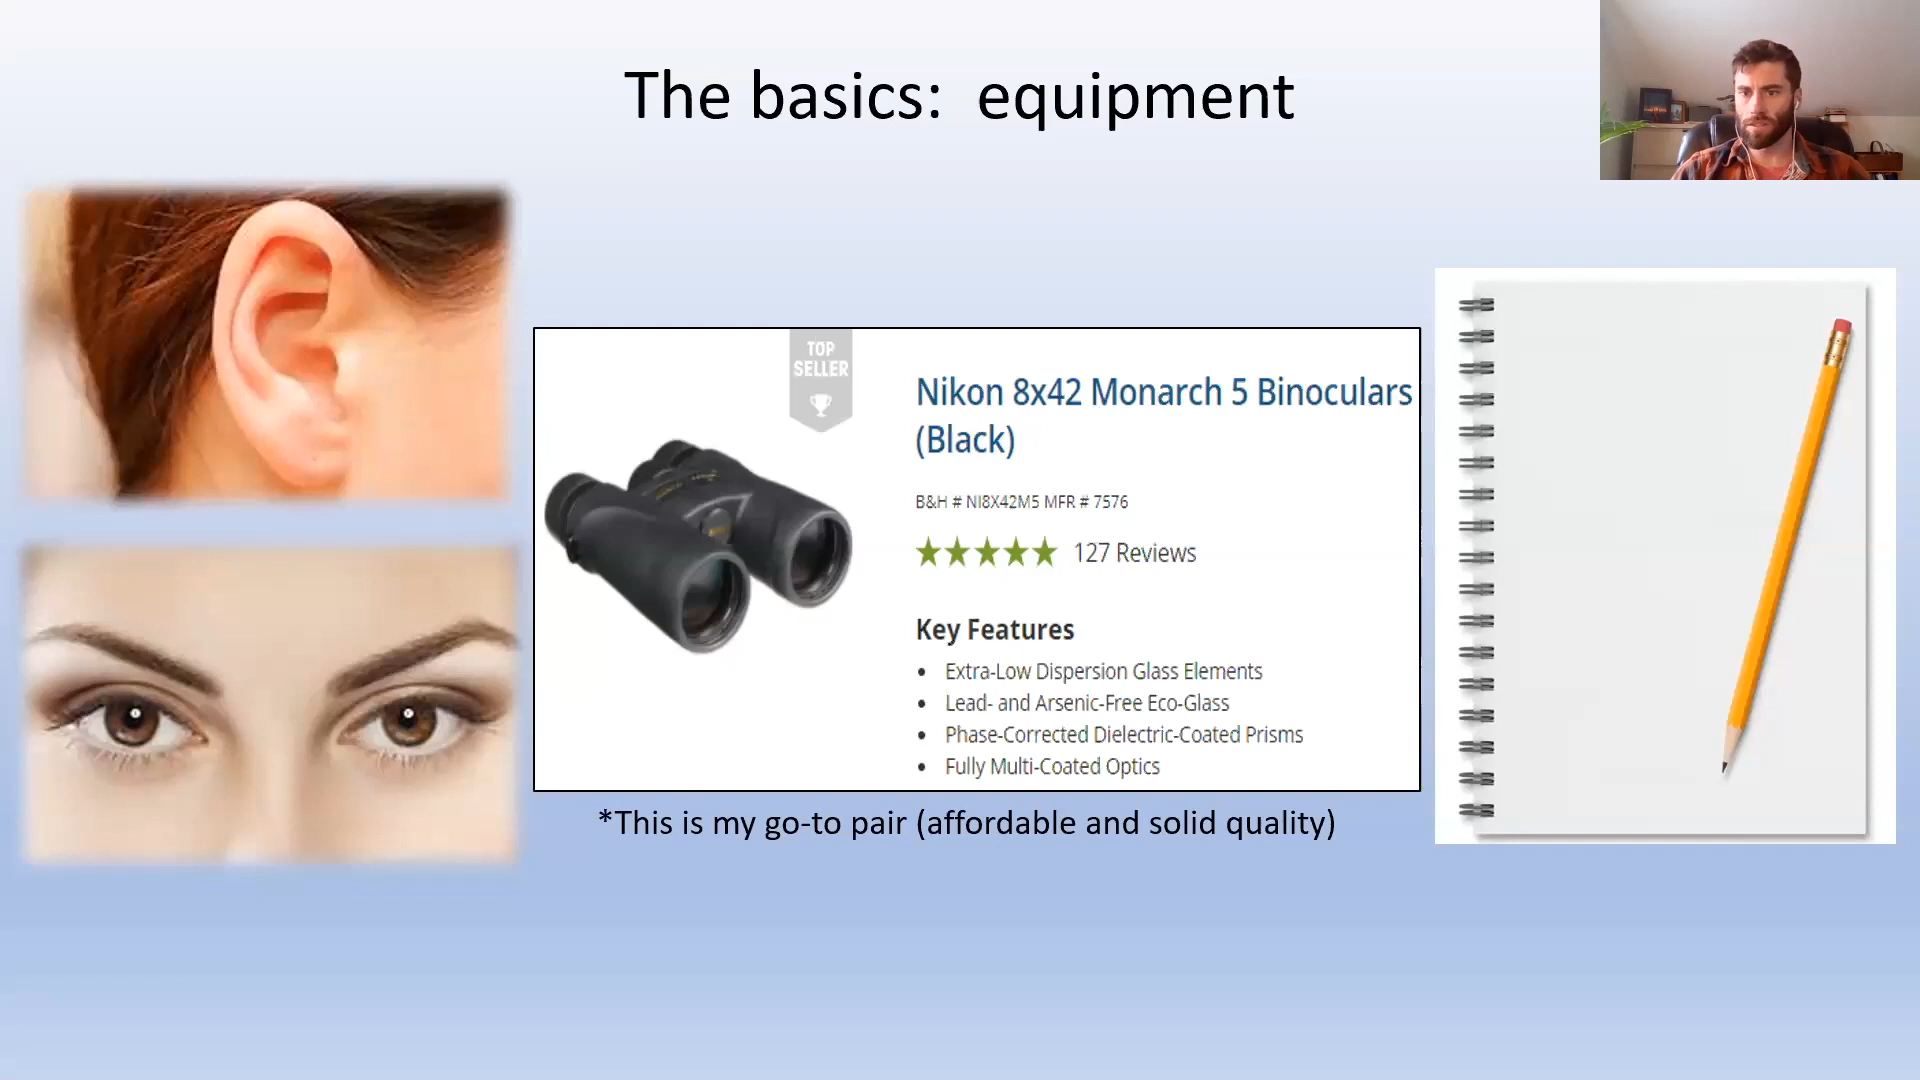 The basics:  equipment
TOP
SELLER
Nikon 8x42 Monarch 5 Binoculars
(Black)
B&H # NI8X42M5 MFR # 7576
127 Reviews
Key Features
• Extra-Low Dispersion Glass Elements
• Lead- and Arsenic-Free Eco-Glass
• Phase-Corrected Dielectric-Coated Prisms
• Fully Multi-Coated Optics
*This is my go-to pair (affordable and solid quality)